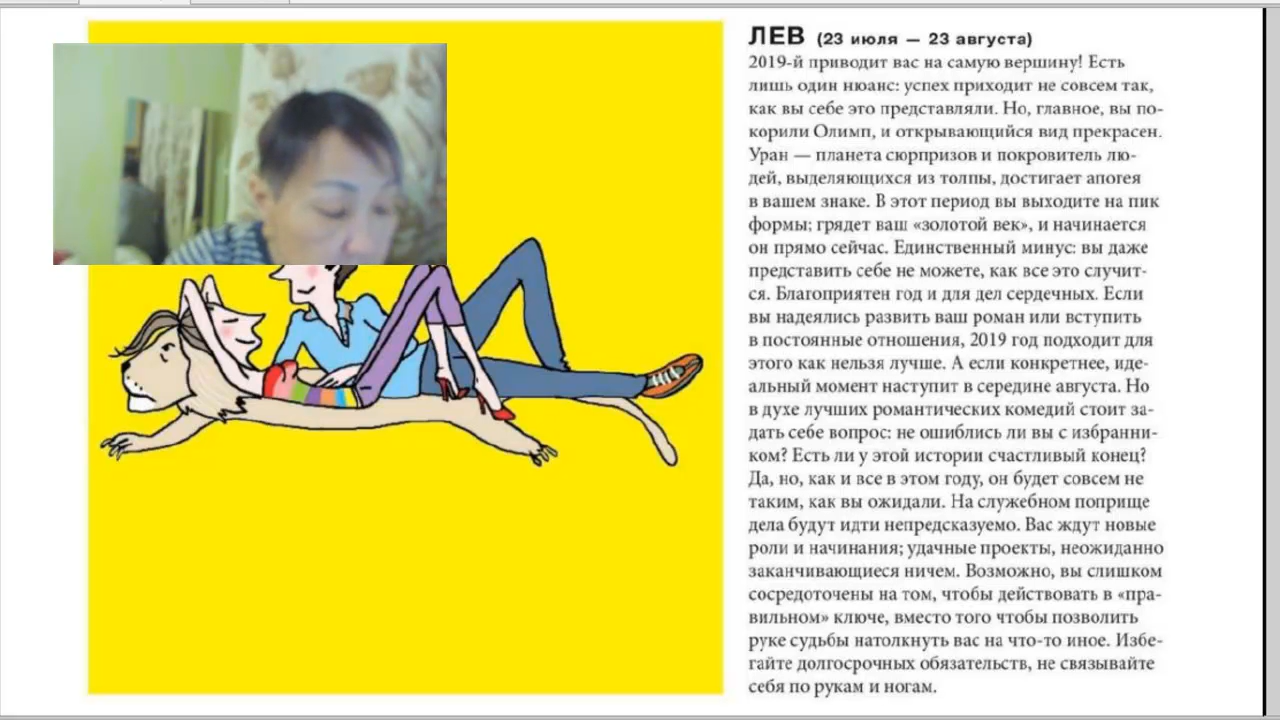 ЛЕВ (23 июля — 23 августа)
2019-й приводит вас на самую вершину! Есть
лишь один нюанс: успех приходит не совсем так,
как вы себе это представляли. Но, главное, вы по-
корили Олимп, и открывающийся вид прекрасен.
Уран — планета сюрпризов и покровитель лю-
дей, выделяющихся из толпы, достигает апогея
в вашем знаке. В этот период вы выходите на пик
формы; грядет ваш «золотой век», и начинается
он прямо сейчас. Единственный минус: вы даже
представить себе не можете, как все это случит-
ся. Благоприятен год и для дел сердечных. Если
вы надеялись развить ваш роман или вступить
в постоянные отношения, 2019 год подходит для
этого как нельзя лучше. А если конкретнее, иде-
альный момент наступит в середине августа. Но
в духе лучших романтических комедий стоит за-
дать себе вопрос: не ошиблись ли вы с избранни-
ком? Есть ли у этой истории счастливый конец?
Да, но, как и все в этом году, он будет совсем не
таким, как вы ожидали. На служебном поприще
дела будут идти непредсказуемо. Вас ждут новые
роли и начинания; удачные проекты, неожиданно
заканчивающиеся ничем. Возможно, вы слишком
сосредоточены на том, чтобы действовать в «пра-
вильном» ключе, вместо того чтобы позволить
руке судьбы натолкнуть вас на что-то иное. Избе-
гайте долгосрочных обязательств, не связывайте
себя по рукам и ногам.